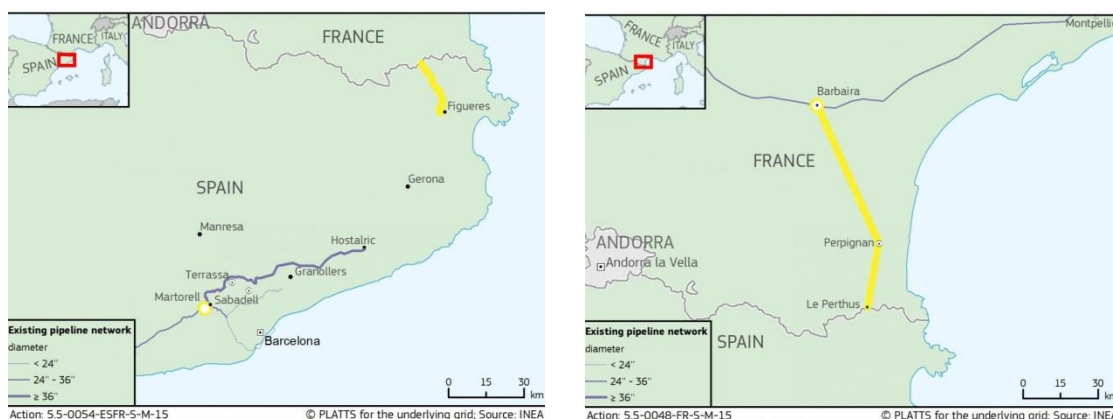 FRANCE
ITALY
SPAIN
ANDORRA
FRANCE
Figueres
SPAIN
Gerona
Manresa
Hostalric
Terrassa
Granollers
Martorell
Sabadell
Barcelona
Existing pipeline network
diameter
< 24''
24'' - 36''
≥ 36''
0 15 30
km
Action: 5.5-0054-ESFR-S-M-15
© PLATTS for the underlying grid; Source: INEA
FRANCE
ITALY
SPAIN
Montpellie
Barbaira
FRANCE
Perpignan
ANDORRA
Andorra la Vella
Le Perthus
SPAIN
Existing pipeline network
diameter
< 24''
24'' - 36''
≥ 36''
0 15 30
km
Action: 5.5-0048-FR-S-M-15
© PLATTS for the underlying grid; Source: INEA